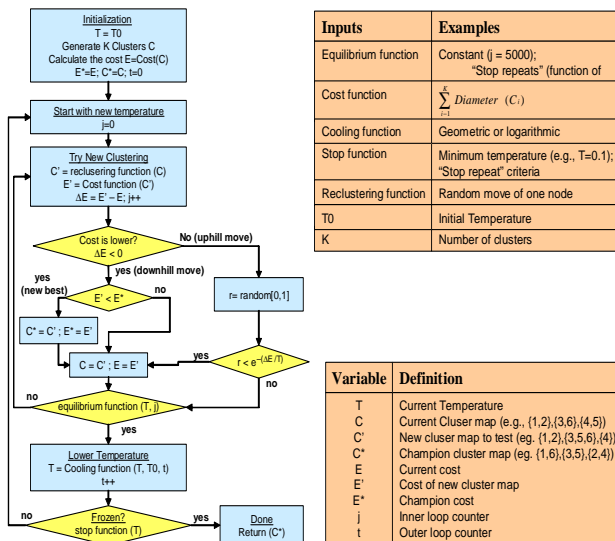 Initialization
T = T0
Generate K Clusters C
Calculate the cost E=Cost(C)
E*=E; C*=C; t=0
Start with new temperature
j=0
Try New Clustering
C' = reclusering function (C)
E' = Cost function (C')
ΔE = E' – E; j++
Cost is lower?
ΔE < 0
No (uphill move)
yes (downhill move)
yes
(new best)
E' < E*
no
r= random[0,1]
C* = C' ; E* = E'
C = C' ; E = E'
yes
r < e^–(ΔE/T)
no
no
equilibrium function (T, j)
yes
Lower Temperature
T = Cooling function (T, T0, t)
t++
no
Frozen?
stop function (T)
yes
Done
Return (C*)
Inputs Examples
Equilibrium function Constant (j = 5000);
"Stop repeats" (function of
Cost function ∑ i=1 K Diameter (Ci)
Cooling function Geometric or logarithmic
Stop function Minimum temperature (e.g., T=0.1);
"Stop repeat" criteria
Reclustering function Random move of one node
T0 Initial Temperature
K Number of clusters
Variable Definition
T Current Temperature
C Current Cluser map (e.g., {1,2},{3,6},{4,5})
C' New cluser map to test (eg. {1,2},{3,5,6},{4})
C* Champion cluster map (eg. {1,6},{3,5},{2,4})
E Current cost
E' Cost of new cluster map
E* Champion cost
j Inner loop counter
t Outer loop counter